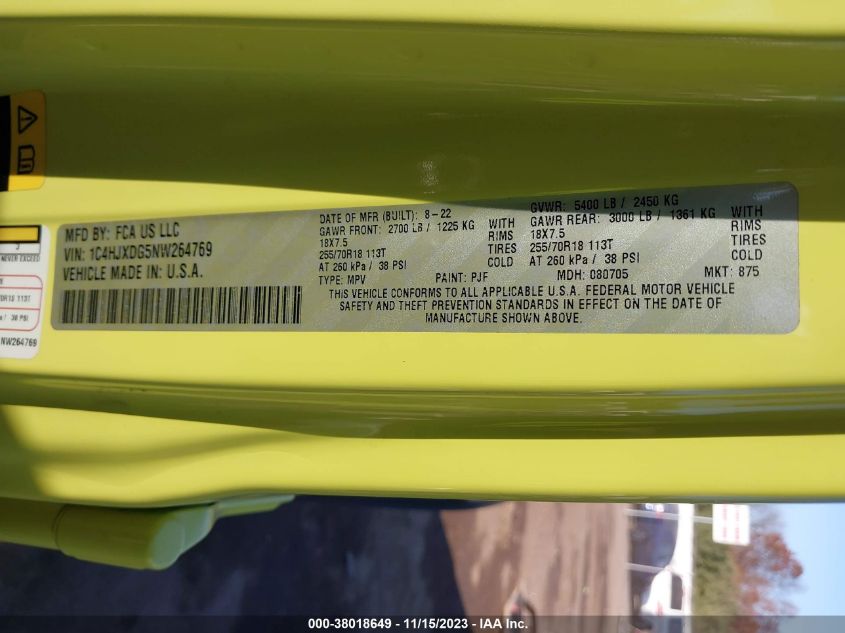 MFD BY: FCA US LLC
VIN: 1C4HJXDG5NW264769
VEHICLE MADE IN: U.S.A.
DATE OF MFR (BUILT): 8-22
GAWR FRONT: 2700 LB / 1225 KG
18X7.5
255/70R18 113T
AT 260 kPa / 38 PSI
TYPE: MPV
WITH
RIMS
TIRES
COLD
PAINT: PJF
GVWR: 5400 LB / 2450 KG
GAWR REAR: 3000 LB / 1361 KG
18X7.5
255/70R18 113T
AT 260 kPa / 38 PSI
MDH: 080705
WITH
RIMS
TIRES
COLD
MKT: 875
THIS VEHICLE CONFORMS TO ALL APPLICABLE U.S.A. FEDERAL MOTOR VEHICLE
SAFETY AND THEFT PREVENTION STANDARDS IN EFFECT ON THE DATE OF
MANUFACTURE SHOWN ABOVE.
NEVER EXCEED
113T
38 PSI
NW264769
000-38018649 - 11/15/2023 - IAA Inc.